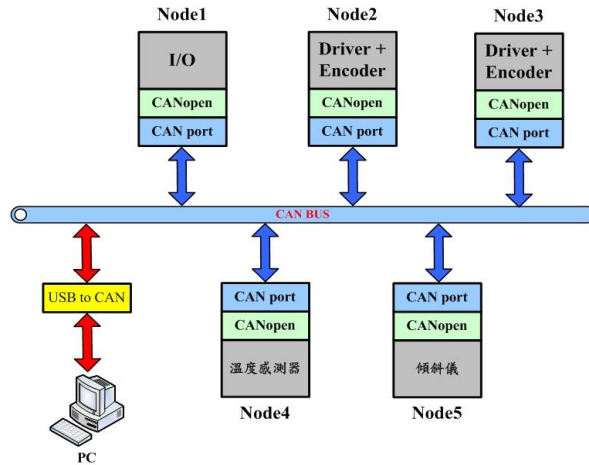 Node1
Node2
Node3
I/O
Driver +
Encoder
Driver +
Encoder
CANopen
CANopen
CANopen
CAN port
CAN port
CAN port
CAN BUS
USB to CAN
CAN port
CAN port
CANopen
CANopen
溫度感測器
傾斜儀
Node4
Node5
PC